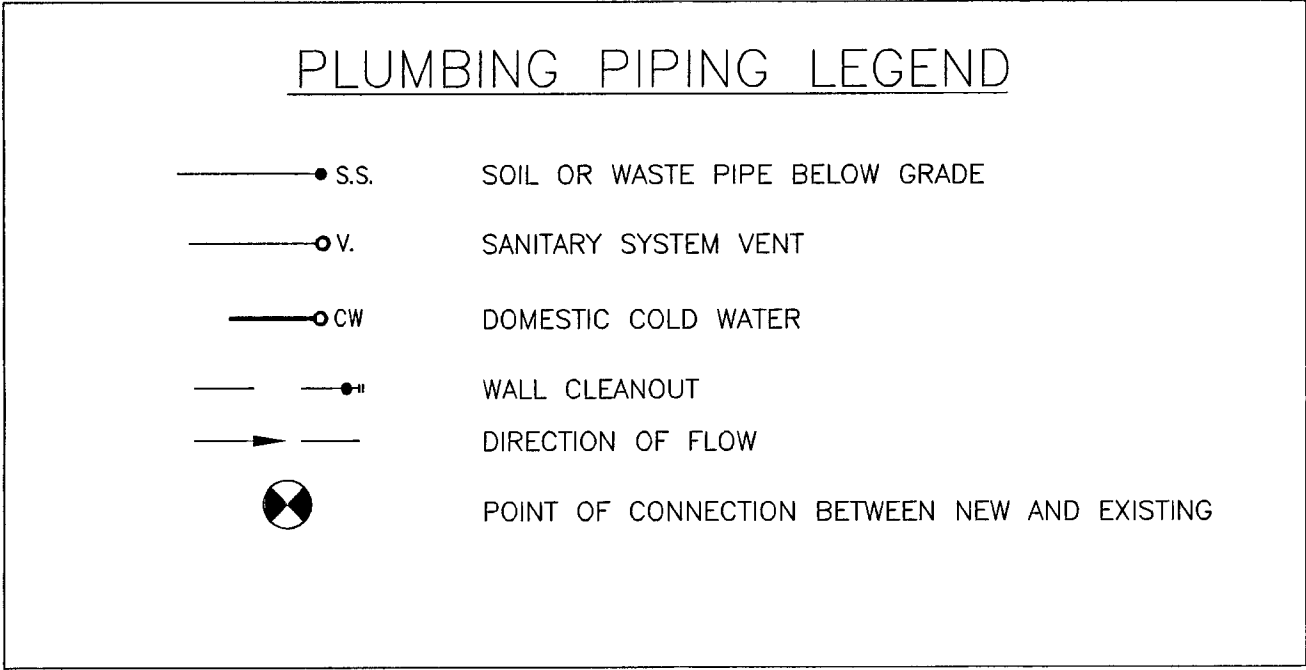 PLUMBING PIPING LEGEND
S.S. SOIL OR WASTE PIPE BELOW GRADE
V. SANITARY SYSTEM VENT
CW DOMESTIC COLD WATER
WALL CLEANOUT
DIRECTION OF FLOW
POINT OF CONNECTION BETWEEN NEW AND EXISTING